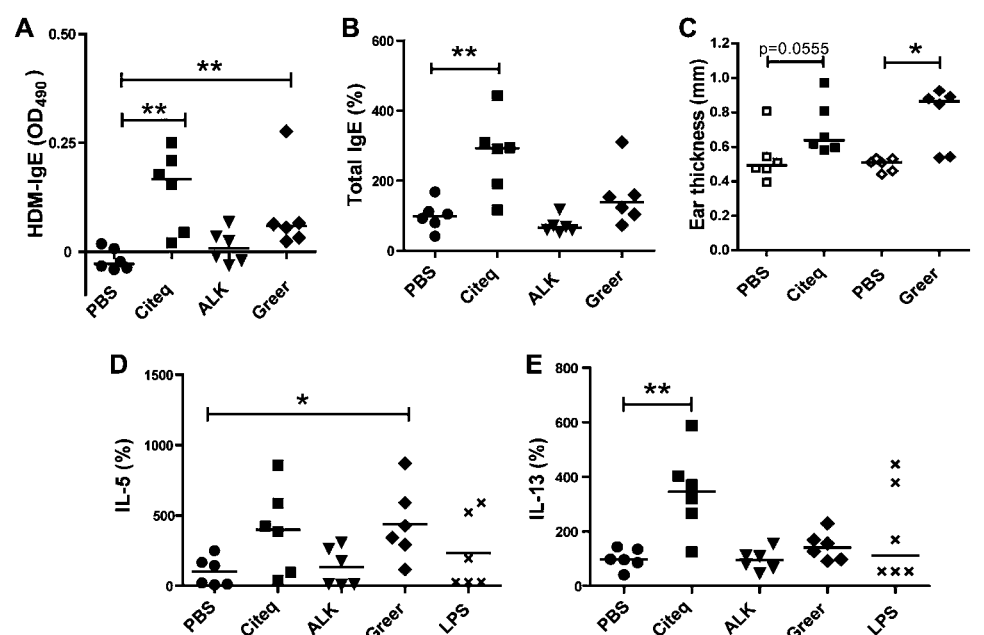 A
HDM-IgE (OD490)
0.50
0.25
0
**
**
PBS
Citeq
ALK
Greer
B
Total IgE (%)
600
400
200
0
**
PBS
Citeq
ALK
Greer
C
Ear thickness (mm)
1.2
1.0
0.8
0.6
0.4
0.2
0.0
p=0.0555
*
PBS
Citeq
PBS
Greer
D
IL-5 (%)
1500
1000
500
0
*
PBS
Citeq
ALK
Greer
LPS
E
IL-13 (%)
800
600
400
200
0
**
PBS
Citeq
ALK
Greer
LPS